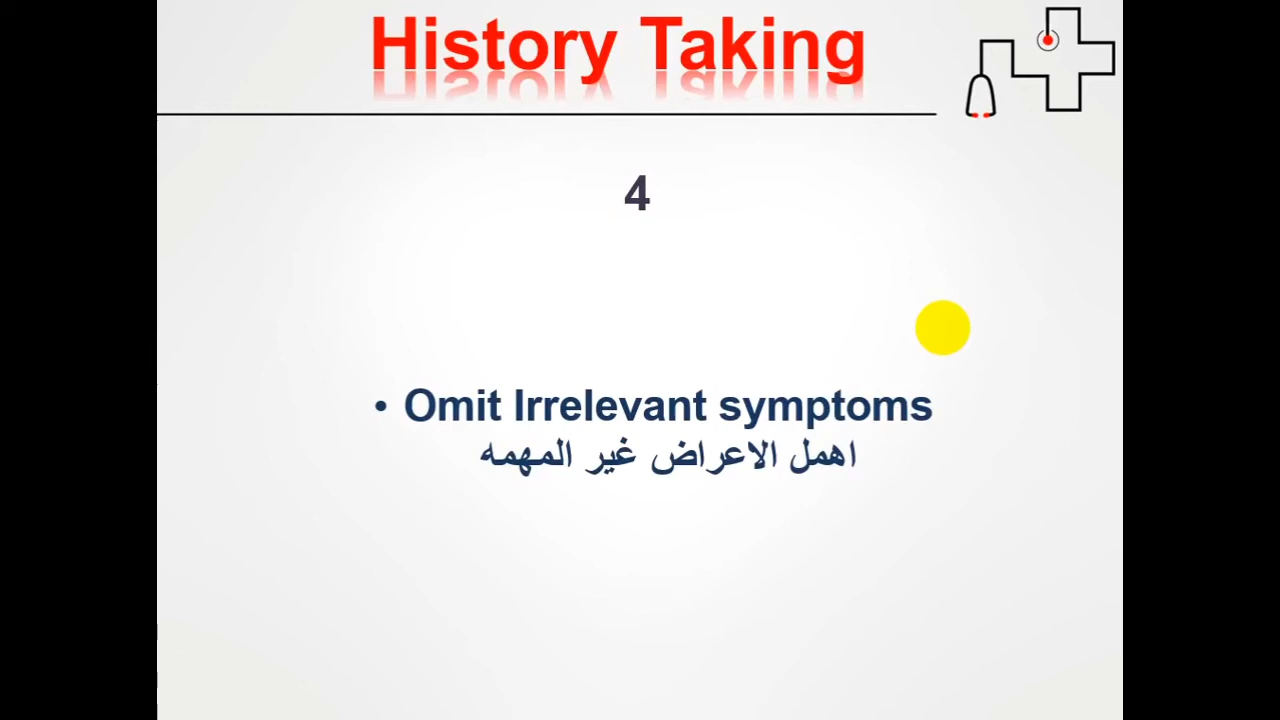 History Taking
4
• Omit Irrelevant symptoms
اهمل الاعراض غير المهمه